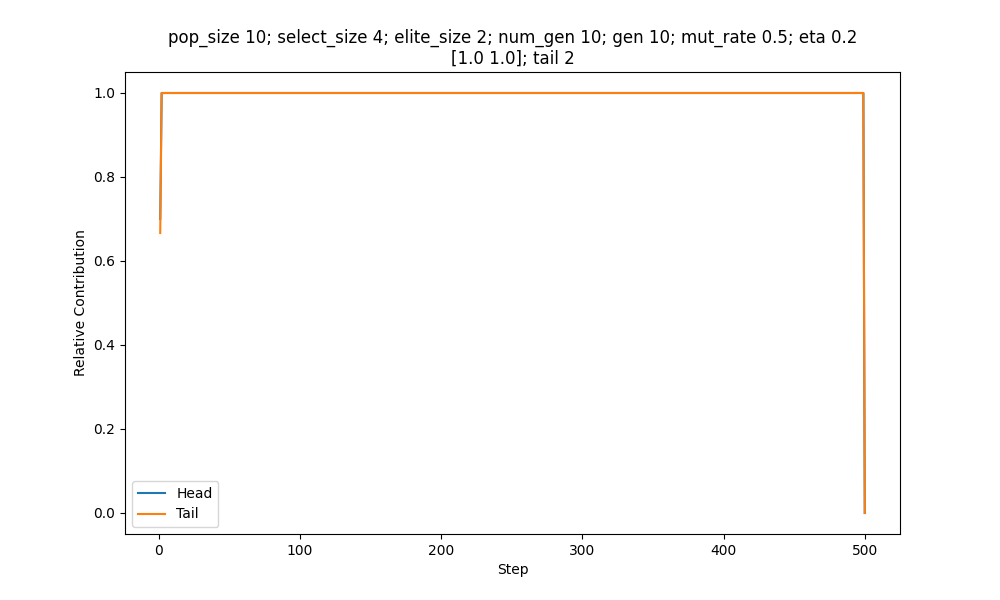 pop_size 10; select_size 4; elite_size 2; num_gen 10; gen 10; mut_rate 0.5; eta 0.2
[1.0 1.0]; tail 2
1.0
0.8
0.6
0.4
0.2
0.0
Relative Contribution
Head
Tail
0
100
200
300
400
500
Step